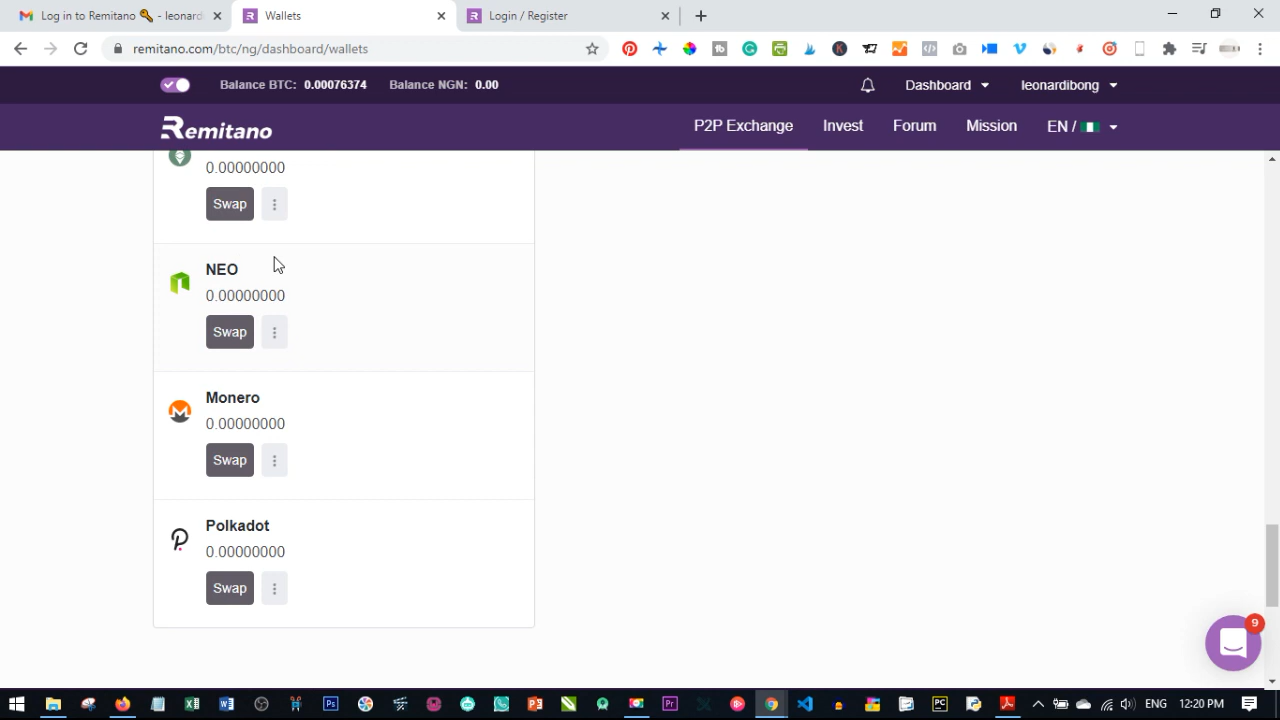 Log in to Remitano 🔑 - leonardi
Wallets
Login / Register
remitano.com/btc/ng/dashboard/wallets
Balance BTC: 0.00076374 Balance NGN: 0.00
Dashboard
leonardibong
Remitano
P2P Exchange
Invest
Forum
Mission
EN /
0.00000000
Swap
NEO
0.00000000
Swap
Monero
0.00000000
Swap
Polkadot
0.00000000
Swap
9
ENG 12:20 PM